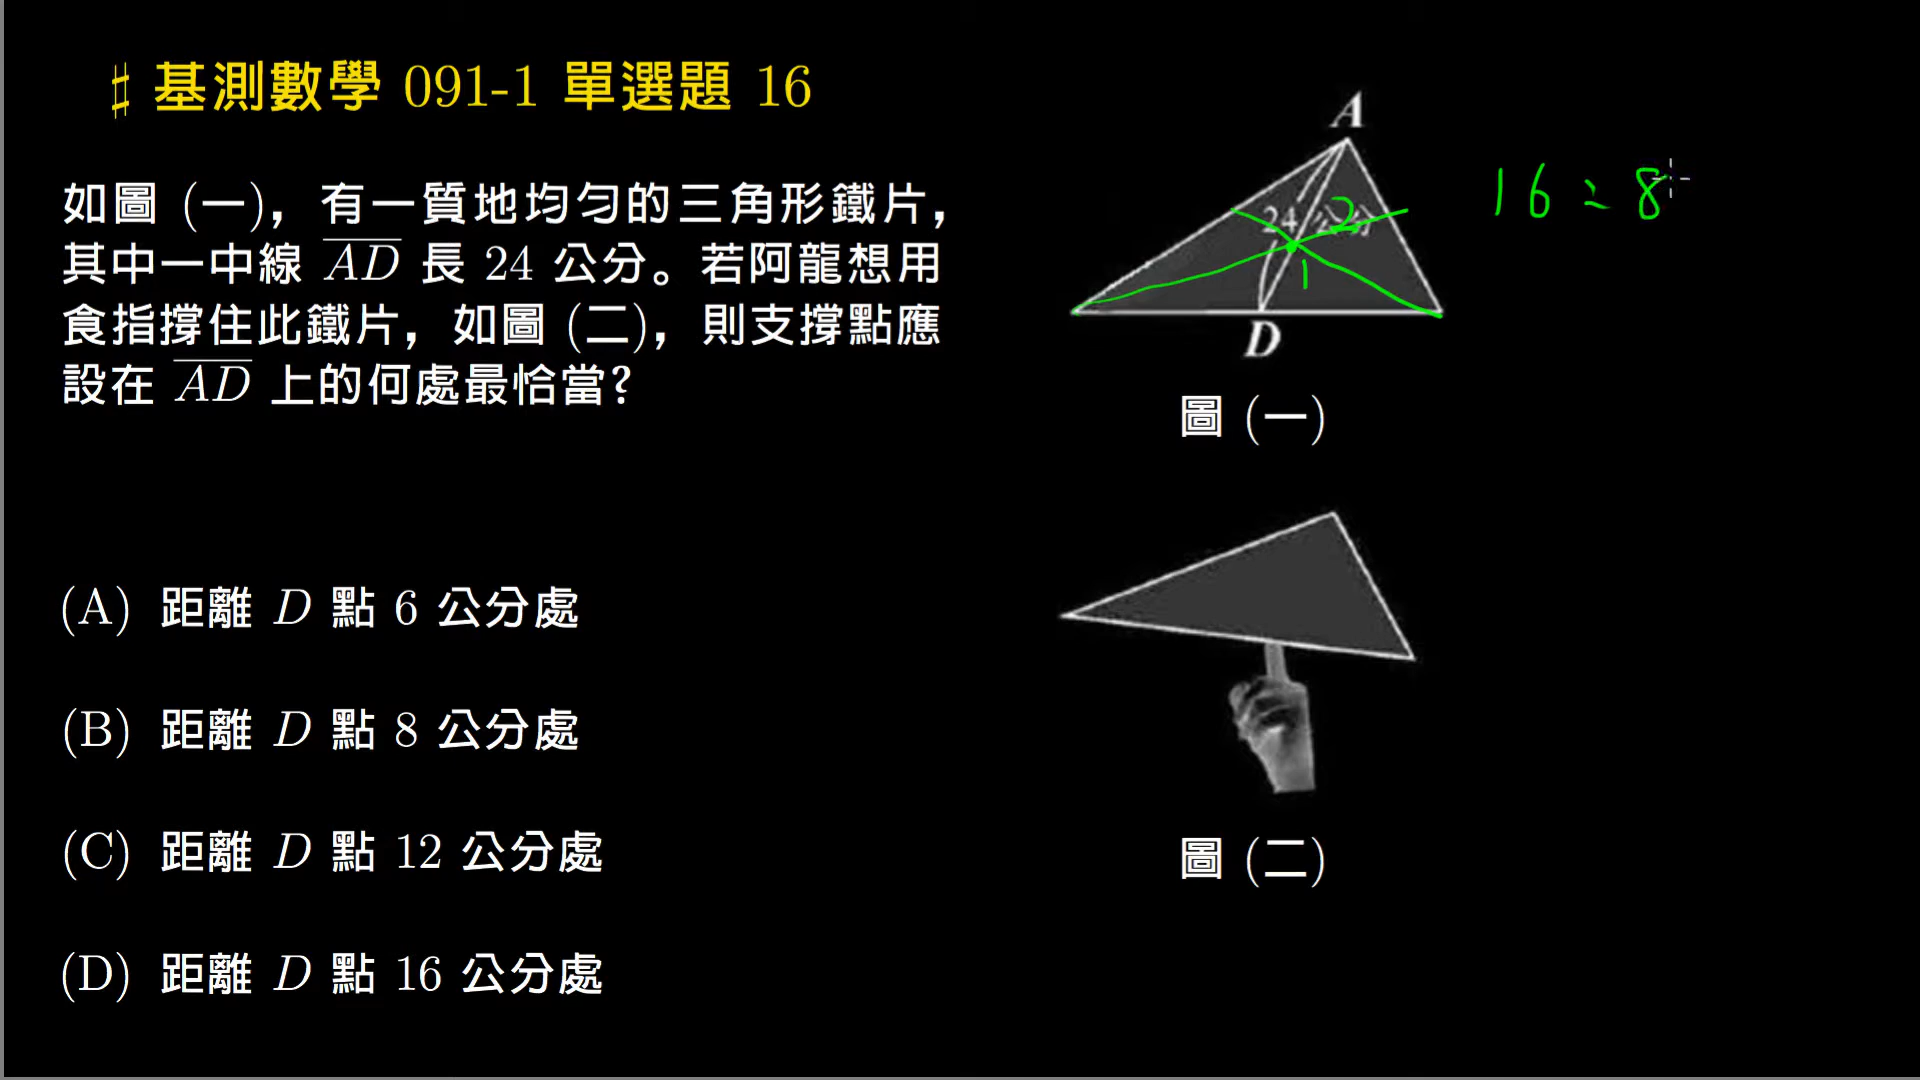 ♯ 基測數學 091-1 單選題 16
如圖 (一)，有一質地均勻的三角形鐵片，
其中一中線 AD 長 24 公分。若阿龍想用
食指撐住此鐵片，如圖 (二)，則支撐點應
設在 AD 上的何處最恰當？
(A) 距離 D 點 6 公分處
(B) 距離 D 點 8 公分處
(C) 距離 D 點 12 公分處
(D) 距離 D 點 16 公分處
A
24 公分
2
1
D
16 : 8
圖 (一)
圖 (二)